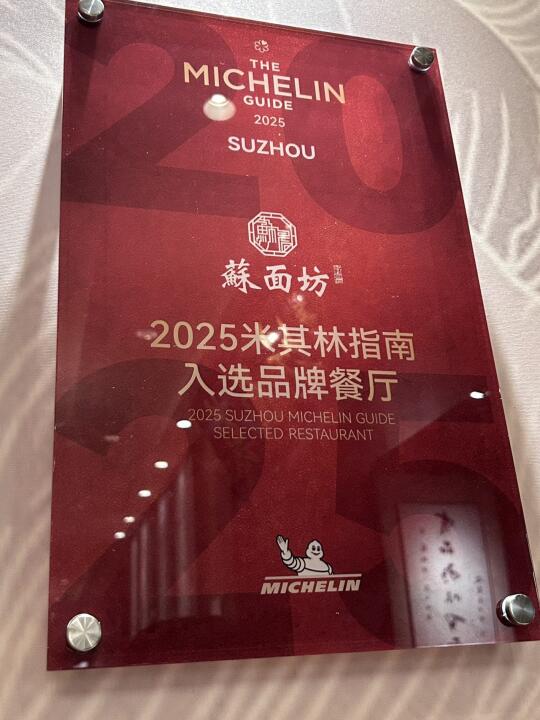 THE
MICHELIN
GUIDE
2025
SUZHOU
蘇面坊
2025米其林指南
入选品牌餐厅
2025 SUZHOU MICHELIN GUIDE
SELECTED RESTAURANT
MICHELIN
2025